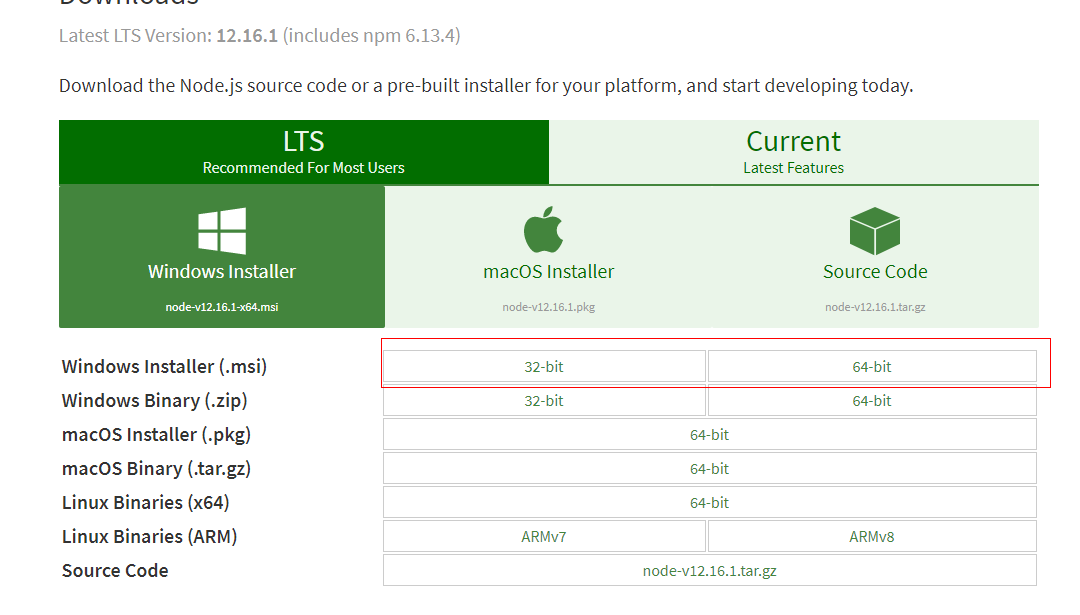 Downloads
Latest LTS Version: 12.16.1 (includes npm 6.13.4)
Download the Node.js source code or a pre-built installer for your platform, and start developing today.
LTS
Recommended For Most Users
Current
Latest Features
Windows Installer
node-v12.16.1-x64.msi
macOS Installer
node-v12.16.1.pkg
Source Code
node-v12.16.1.tar.gz
Windows Installer (.msi) 32-bit 64-bit
Windows Binary (.zip) 32-bit 64-bit
macOS Installer (.pkg) 64-bit
macOS Binary (.tar.gz) 64-bit
Linux Binaries (x64) 64-bit
Linux Binaries (ARM) ARMv7 ARMv8
Source Code node-v12.16.1.tar.gz